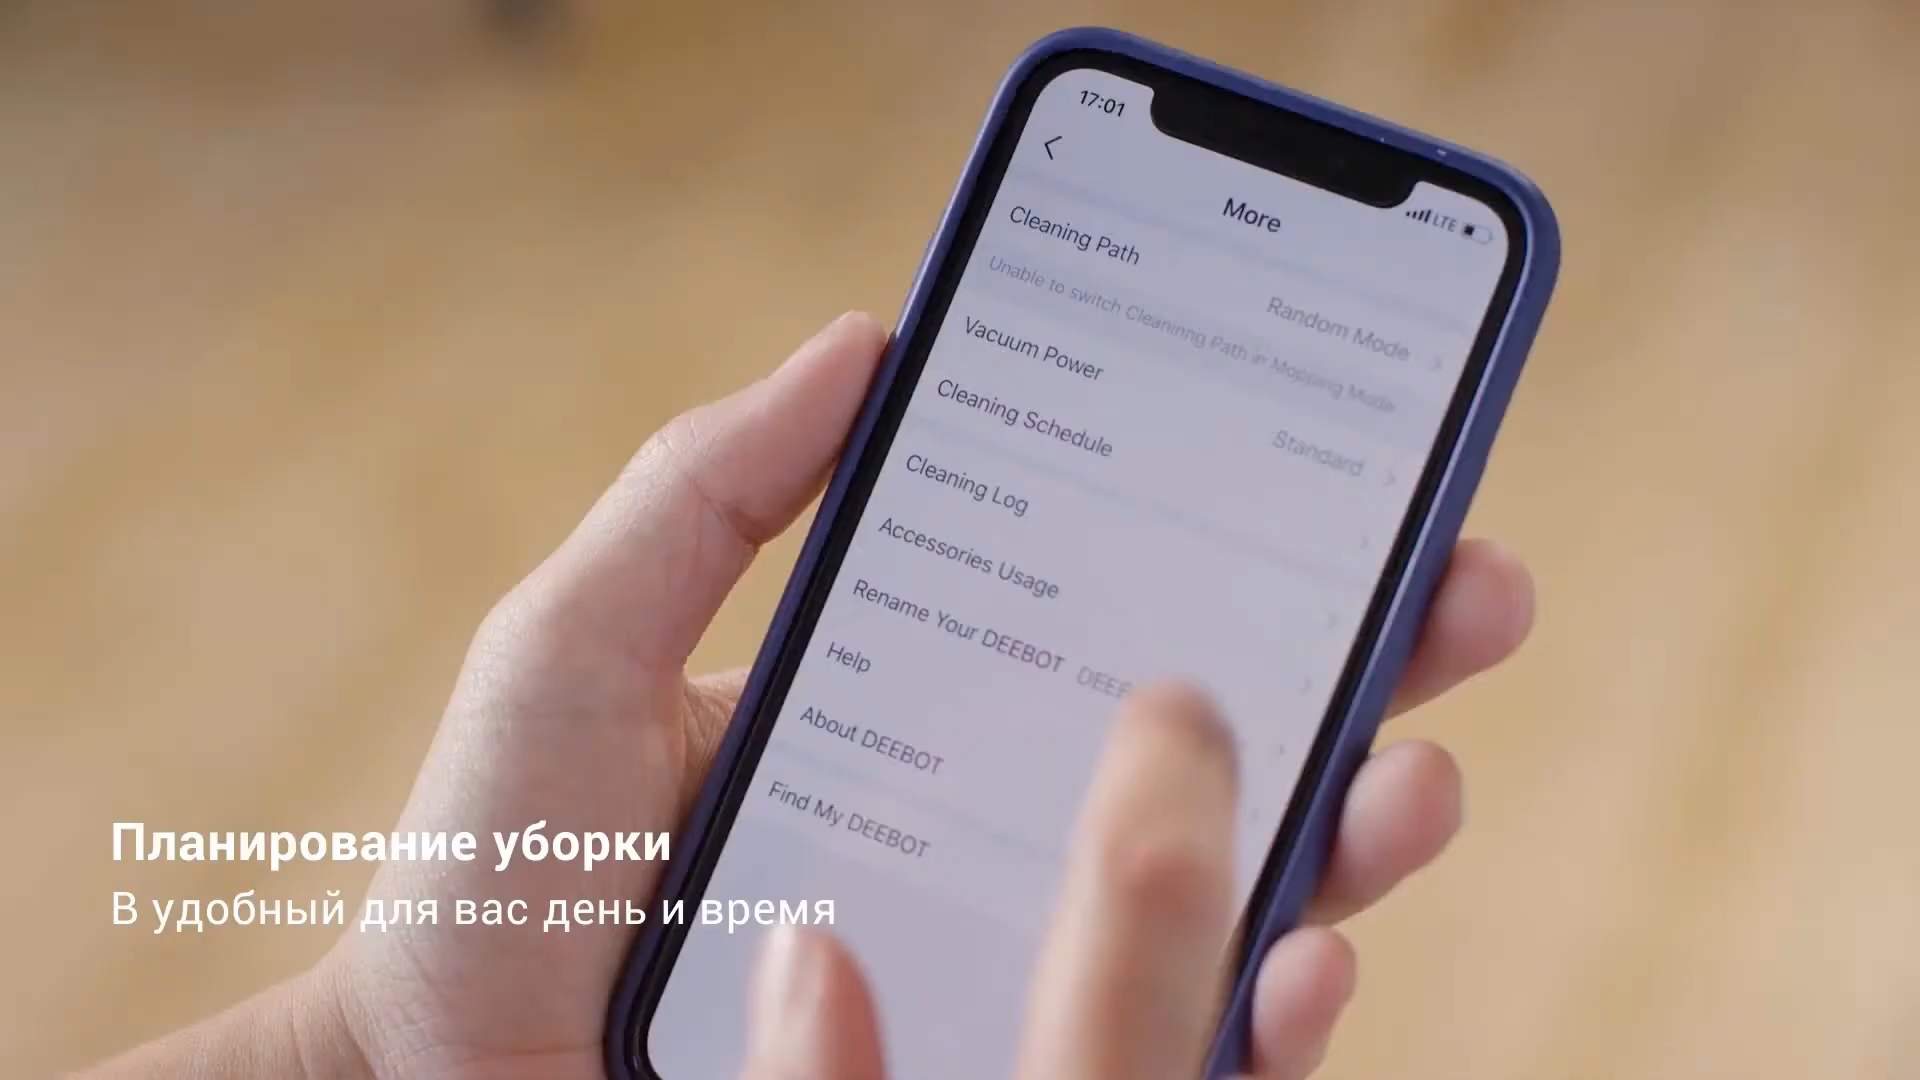 17:01
LTE
More
Cleaning Path
Random Mode
Unable to switch Cleaninng Path in Mopping Mode
Vacuum Power
Standard
Cleaning Schedule
Cleaning Log
Accessories Usage
Rename Your DEEBOT
Help
About DEEBOT
Find My DEEBOT
Планирование уборки
В удобный для вас день и время